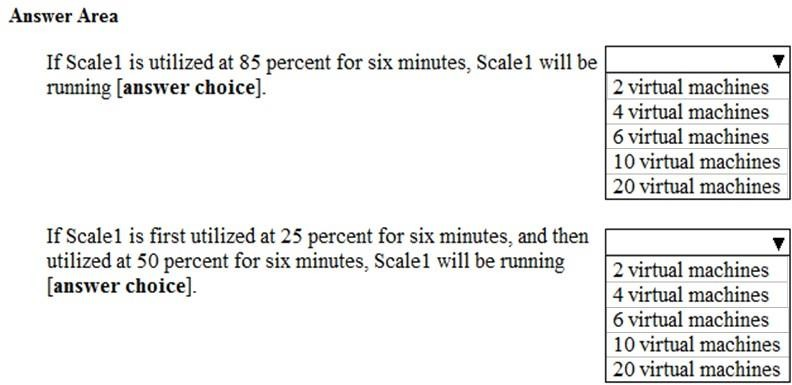 Answer Area
If Scale1 is utilized at 85 percent for six minutes, Scale1 will be
running [answer choice].
2 virtual machines
4 virtual machines
6 virtual machines
10 virtual machines
20 virtual machines
If Scale1 is first utilized at 25 percent for six minutes, and then
utilized at 50 percent for six minutes, Scale1 will be running
[answer choice].
2 virtual machines
4 virtual machines
6 virtual machines
10 virtual machines
20 virtual machines